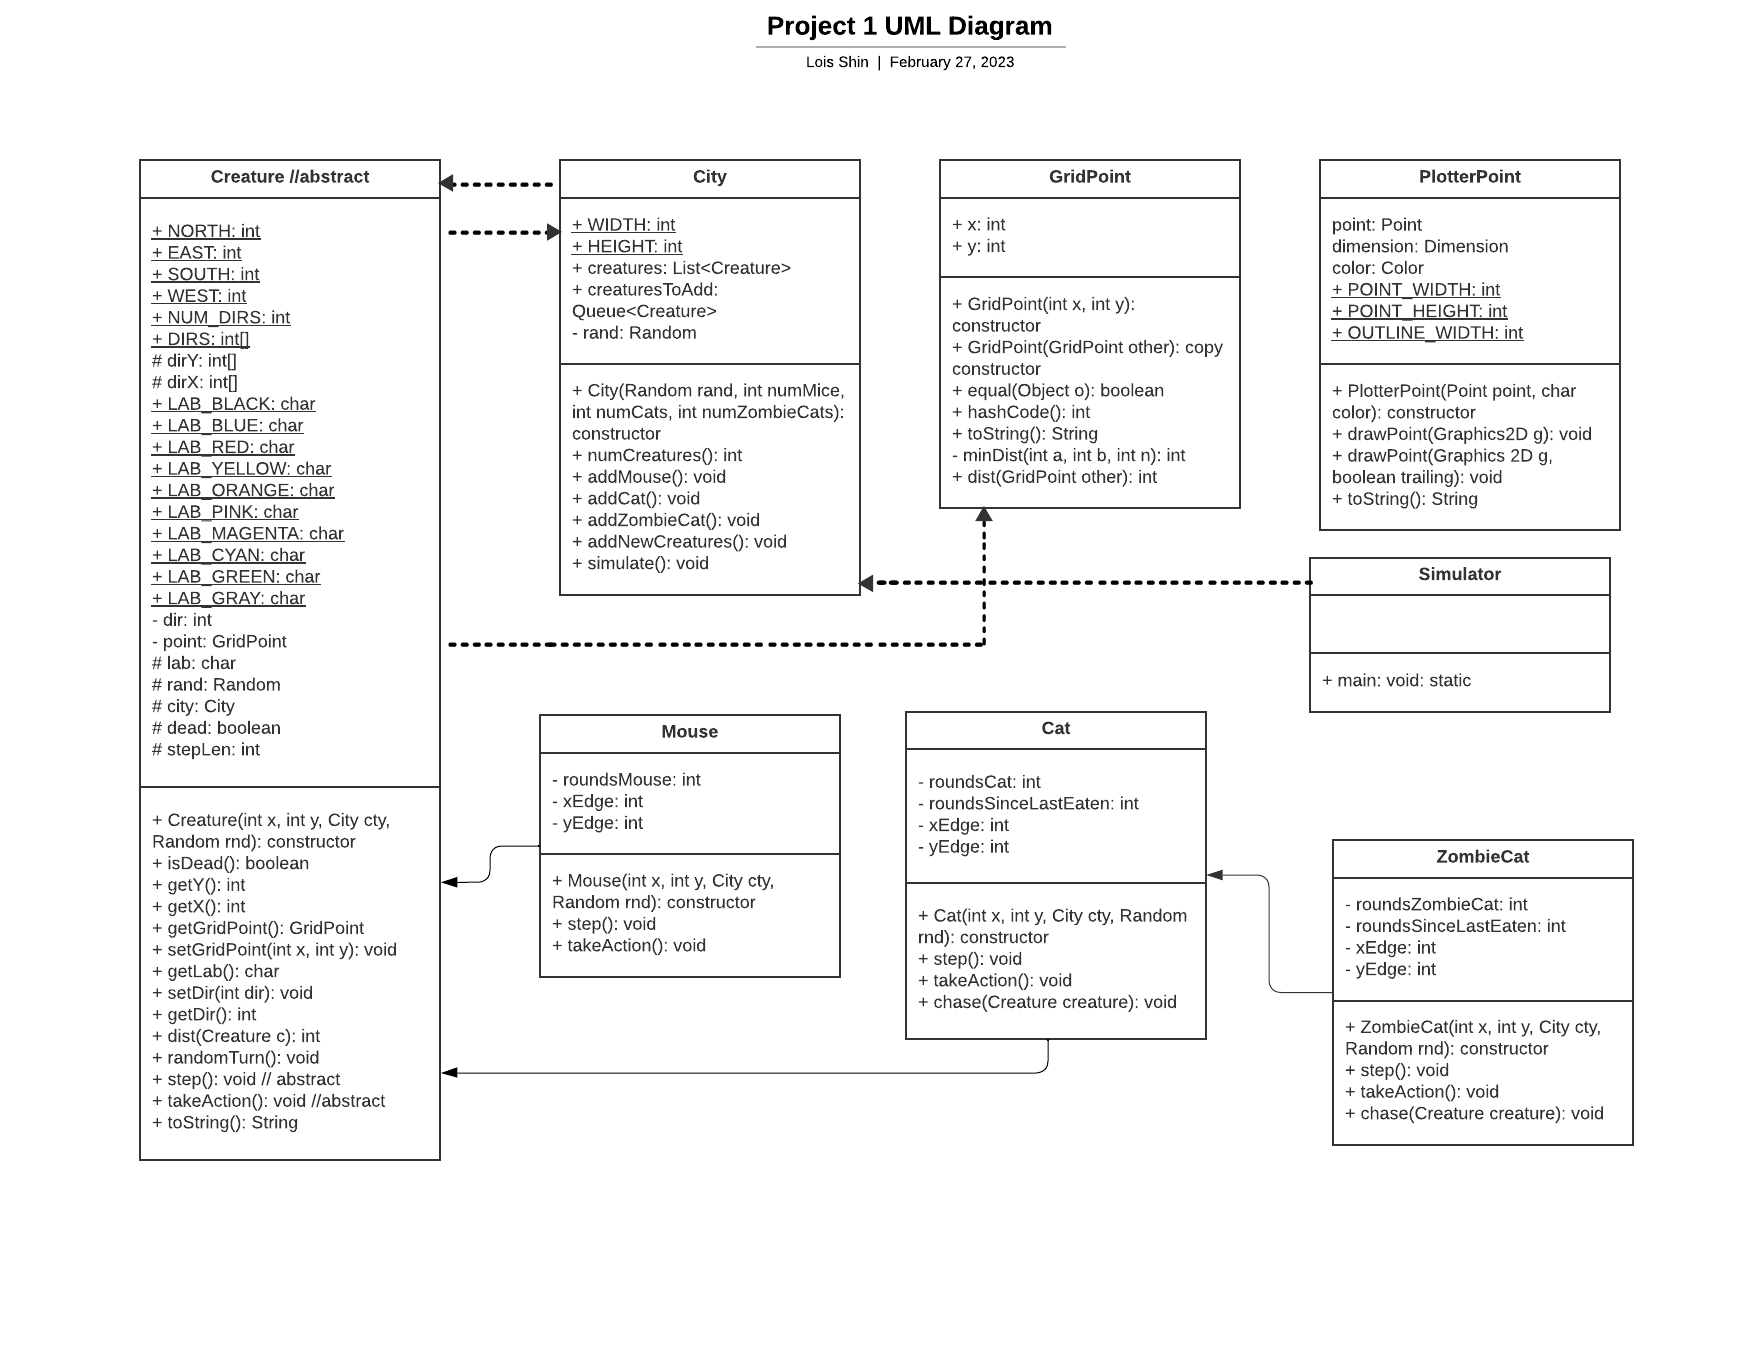 Project 1 UML Diagram
Lois Shin | February 27, 2023
Creature //abstract
+ NORTH: int
+ EAST: int
+ SOUTH: int
+ WEST: int
+ NUM_DIRS: int
+ DIRS: int[]
# dirY: int[]
# dirX: int[]
+ LAB_BLACK: char
+ LAB_BLUE: char
+ LAB_RED: char
+ LAB_YELLOW: char
+ LAB_ORANGE: char
+ LAB_PINK: char
+ LAB_MAGENTA: char
+ LAB_CYAN: char
+ LAB_GREEN: char
+ LAB_GRAY: char
- dir: int
- point: GridPoint
# lab: char
# rand: Random
# city: City
# dead: boolean
# stepLen: int
+ Creature(int x, int y, City cty,
Random rnd): constructor
+ isDead(): boolean
+ getY(): int
+ getX(): int
+ getGridPoint(): GridPoint
+ setGridPoint(int x, int y): void
+ getLab(): char
+ setDir(int dir): void
+ getDir(): int
+ dist(Creature c): int
+ randomTurn(): void
+ step(): void // abstract
+ takeAction(): void //abstract
+ toString(): String
City
+ WIDTH: int
+ HEIGHT: int
+ creatures: List<Creature>
+ creaturesToAdd:
Queue<Creature>
- rand: Random
+ City(Random rand, int numMice,
int numCats, int numZombieCats):
constructor
+ numCreatures(): int
+ addMouse(): void
+ addCat(): void
+ addZombieCat(): void
+ addNewCreatures(): void
+ simulate(): void
GridPoint
+ x: int
+ y: int
+ GridPoint(int x, int y):
constructor
+ GridPoint(GridPoint other): copy
constructor
+ equal(Object o): boolean
+ hashCode(): int
+ toString(): String
- minDist(int a, int b, int n): int
+ dist(GridPoint other): int
PlotterPoint
point: Point
dimension: Dimension
color: Color
+ POINT_WIDTH: int
+ POINT_HEIGHT: int
+ OUTLINE_WIDTH: int
+ PlotterPoint(Point point, char
color): constructor
+ drawPoint(Graphics2D g): void
+ drawPoint(Graphics 2D g,
boolean trailing): void
+ toString(): String
Simulator
+ main: void: static
Mouse
- roundsMouse: int
- xEdge: int
- yEdge: int
+ Mouse(int x, int y, City cty,
Random rnd): constructor
+ step(): void
+ takeAction(): void
Cat
- roundsCat: int
- roundsSinceLastEaten: int
- xEdge: int
- yEdge: int
+ Cat(int x, int y, City cty, Random
rnd): constructor
+ step(): void
+ takeAction(): void
+ chase(Creature creature): void
ZombieCat
- roundsZombieCat: int
- roundsSinceLastEaten: int
- xEdge: int
- yEdge: int
+ ZombieCat(int x, int y, City cty,
Random rnd): constructor
+ step(): void
+ takeAction(): void
+ chase(Creature creature): void